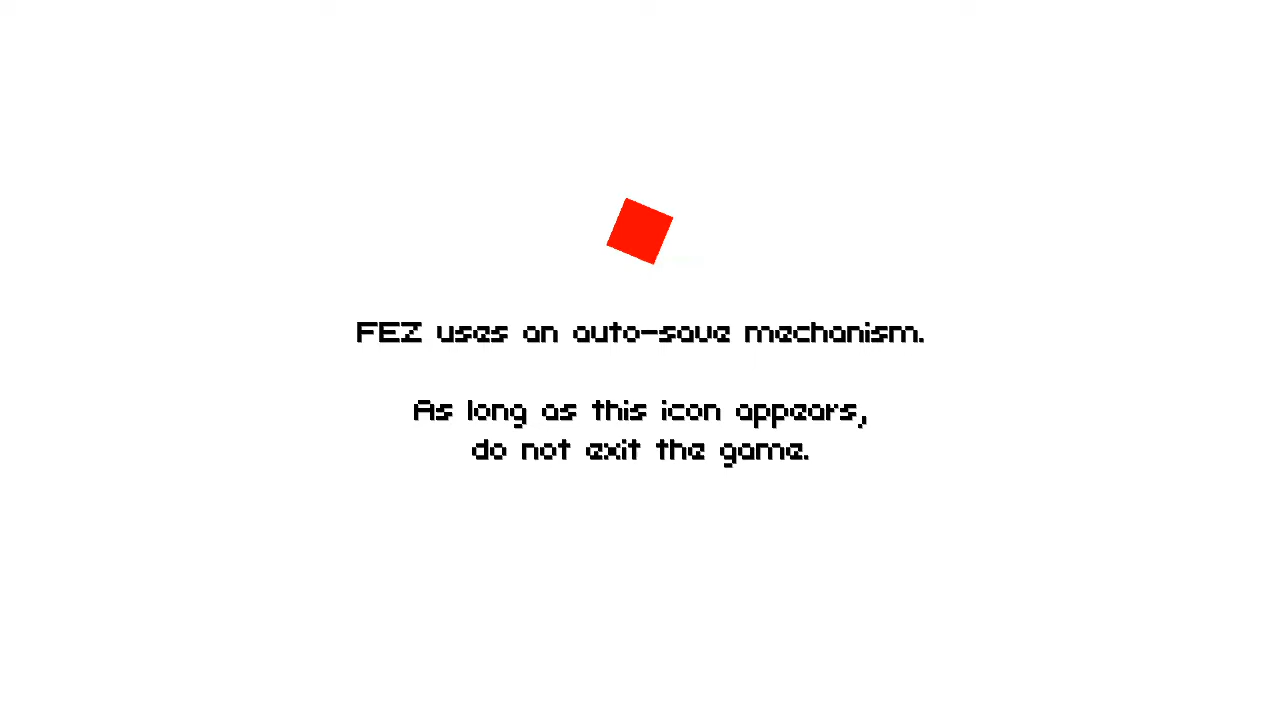 FEZ uses an auto-save mechanism.
As long as this icon appears,
do not exit the game.